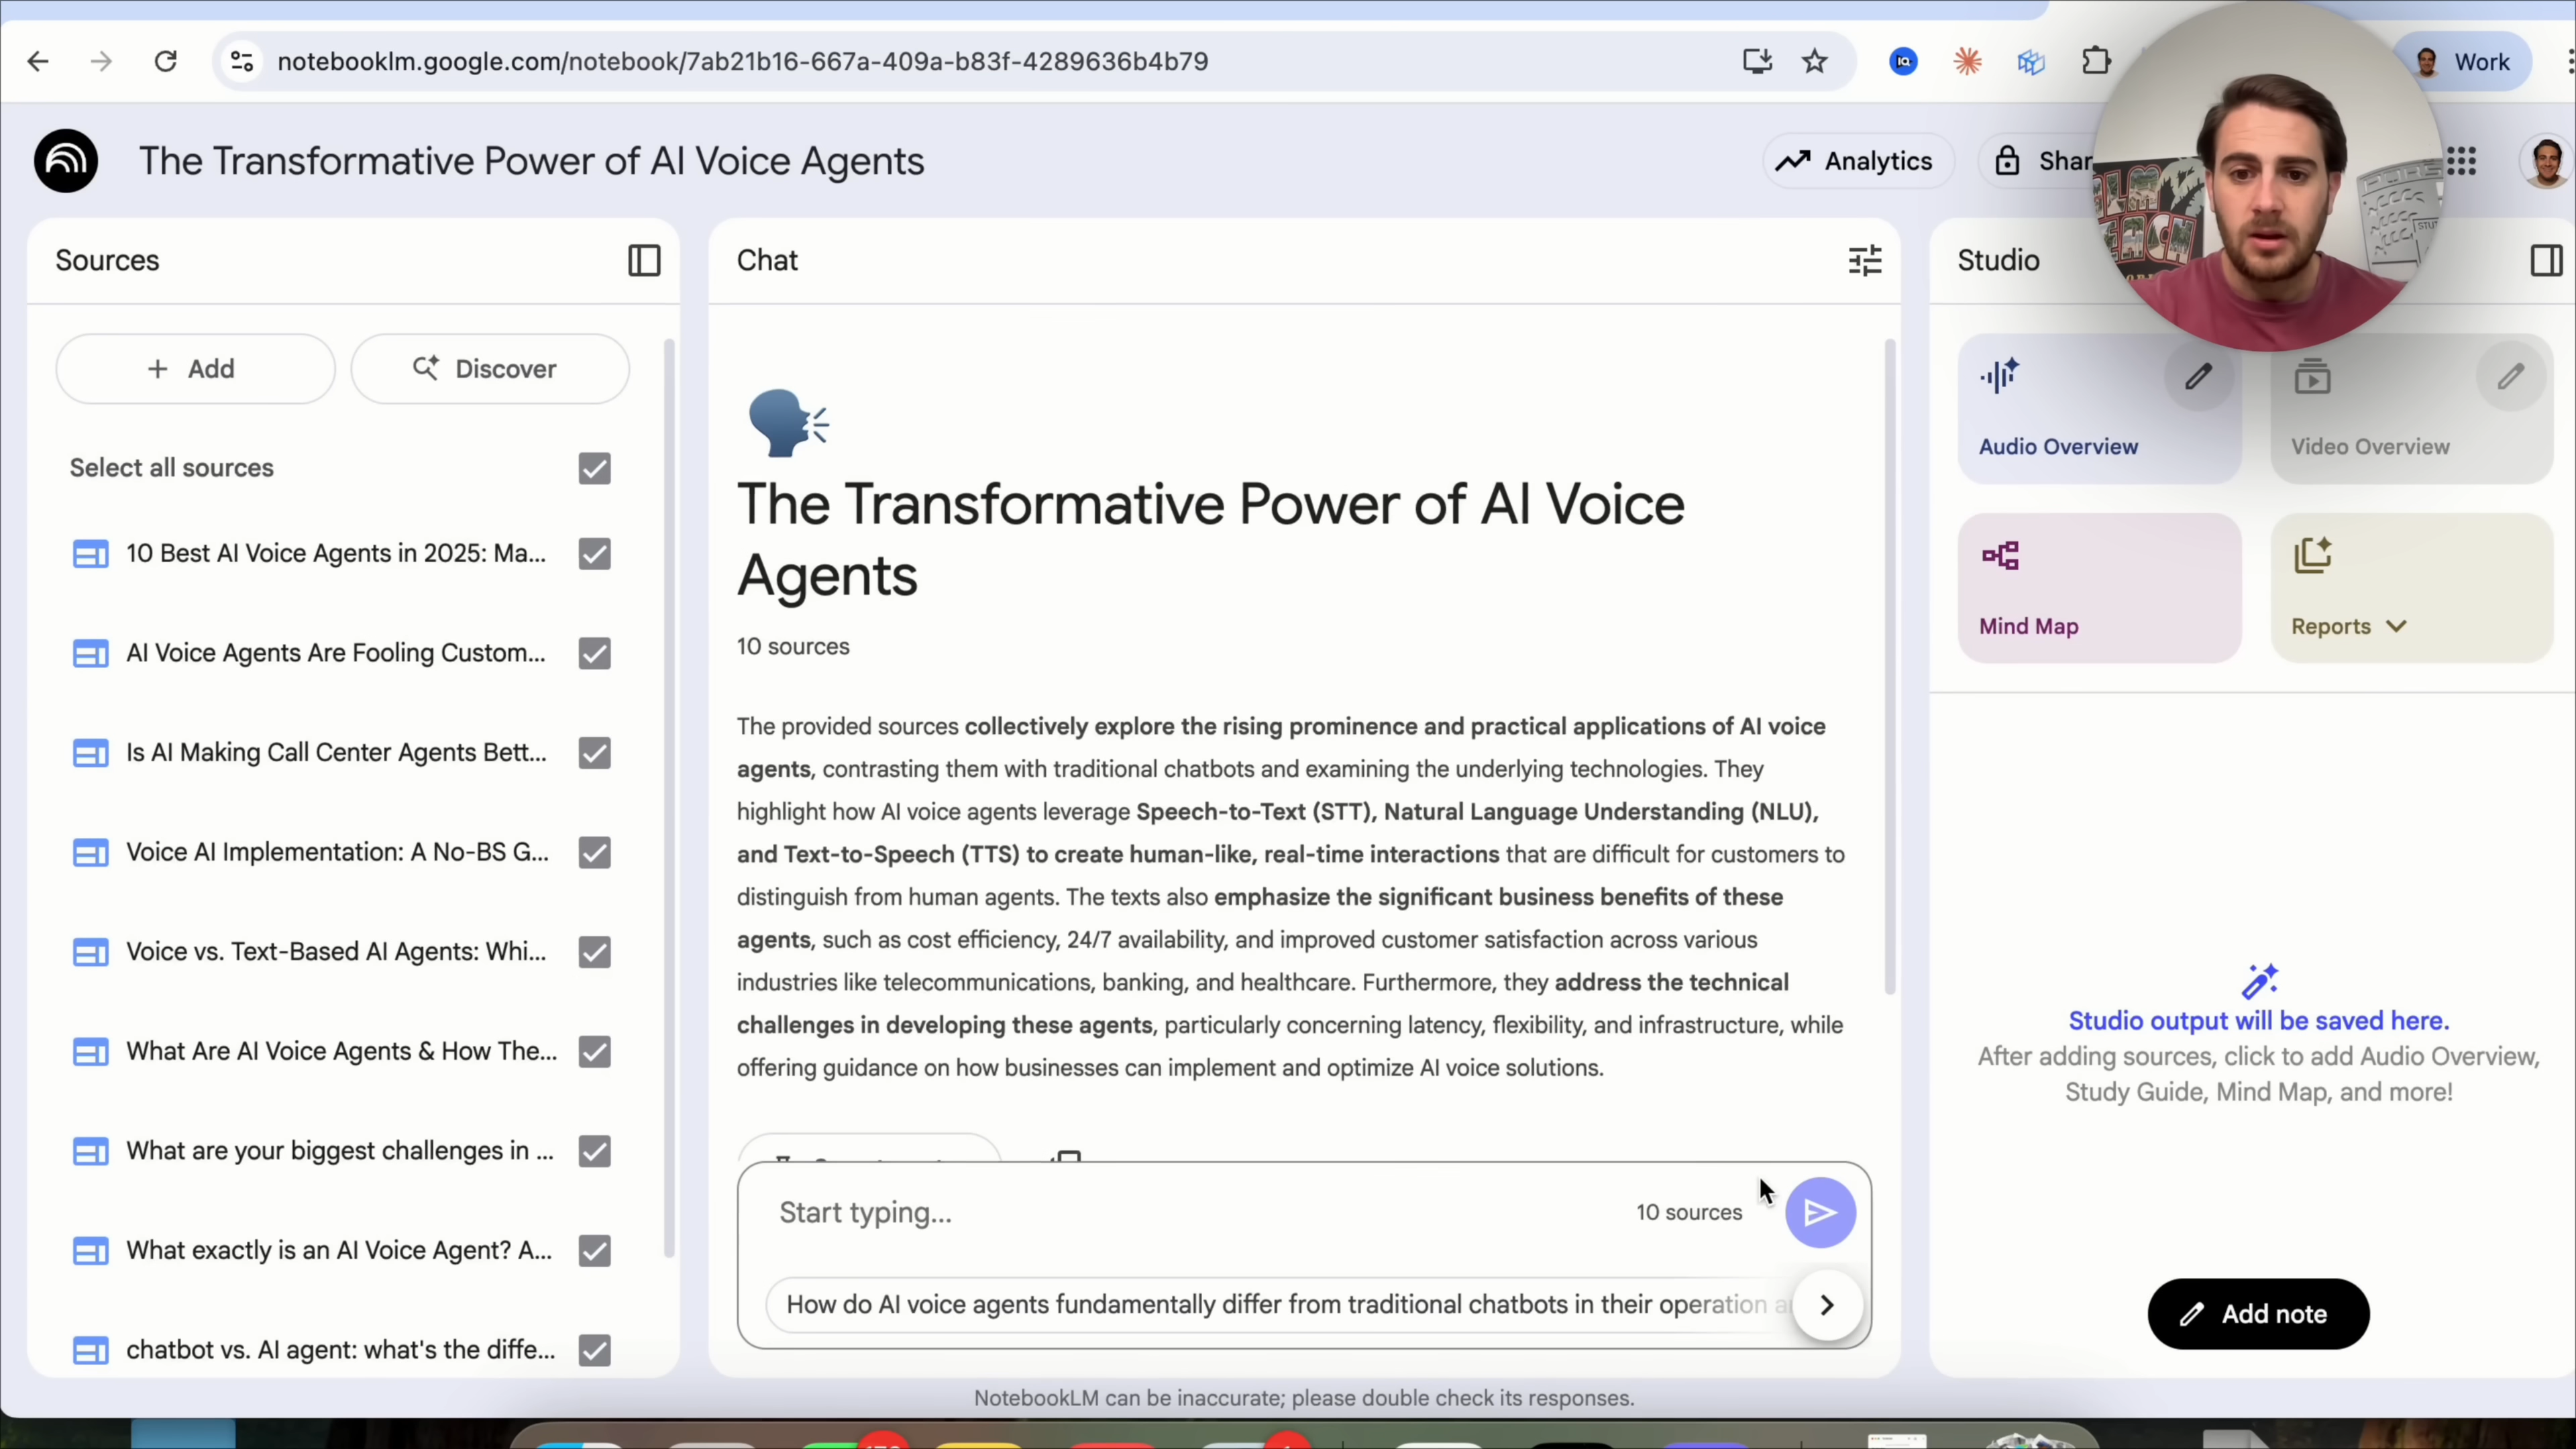 notebooklm.google.com/notebook/7ab21b16-667a-409a-b83f-4289636b4b79
Work
The Transformative Power of AI Voice Agents
Analytics
Shar
Sources
Add
Discover
Select all sources
10 Best AI Voice Agents in 2025: Ma...
AI Voice Agents Are Fooling Custom...
Is AI Making Call Center Agents Bett...
Voice AI Implementation: A No-BS G...
Voice vs. Text-Based AI Agents: Whi...
What Are AI Voice Agents & How The...
What are your biggest challenges in ...
What exactly is an AI Voice Agent? A...
chatbot vs. AI agent: what's the diffe...
Chat
The Transformative Power of AI Voice
Agents
10 sources
The provided sources collectively explore the rising prominence and practical applications of AI voice
agents, contrasting them with traditional chatbots and examining the underlying technologies. They
highlight how AI voice agents leverage Speech-to-Text (STT), Natural Language Understanding (NLU),
and Text-to-Speech (TTS) to create human-like, real-time interactions that are difficult for customers to
distinguish from human agents. The texts also emphasize the significant business benefits of these
agents, such as cost efficiency, 24/7 availability, and improved customer satisfaction across various
industries like telecommunications, banking, and healthcare. Furthermore, they address the technical
challenges in developing these agents, particularly concerning latency, flexibility, and infrastructure, while
offering guidance on how businesses can implement and optimize AI voice solutions.
Start typing...
10 sources
How do AI voice agents fundamentally differ from traditional chatbots in their operation
NotebookLM can be inaccurate; please double check its responses.
Studio
Audio Overview
Video Overview
Mind Map
Reports
Studio output will be saved here.
After adding sources, click to add Audio Overview,
Study Guide, Mind Map, and more!
Add note